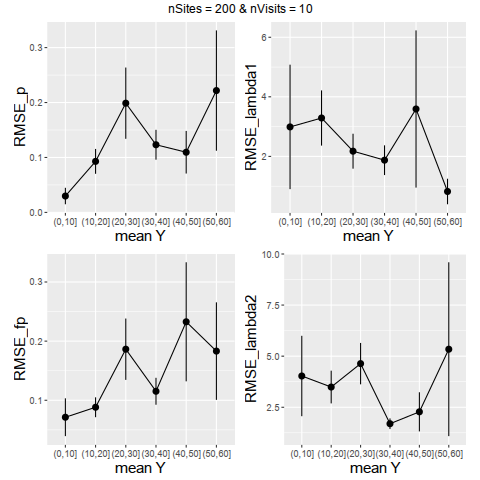 nSites = 200 & nVisits = 10
RMSE_p
0.3
0.2
0.1
0.0
(0,10] (10,20] (20,30] (30,40] (40,50] (50,60]
mean Y
RMSE_lambda1
6
4
2
(0,10] (10,20] (20,30] (30,40] (40,50] (50,60]
mean Y
RMSE_fp
0.3
0.2
0.1
(0,10] (10,20] (20,30] (30,40] (40,50] (50,60]
mean Y
RMSE_lambda2
10.0
7.5
5.0
2.5
(0,10] (10,20] (20,30] (30,40] (40,50] (50,60]
mean Y